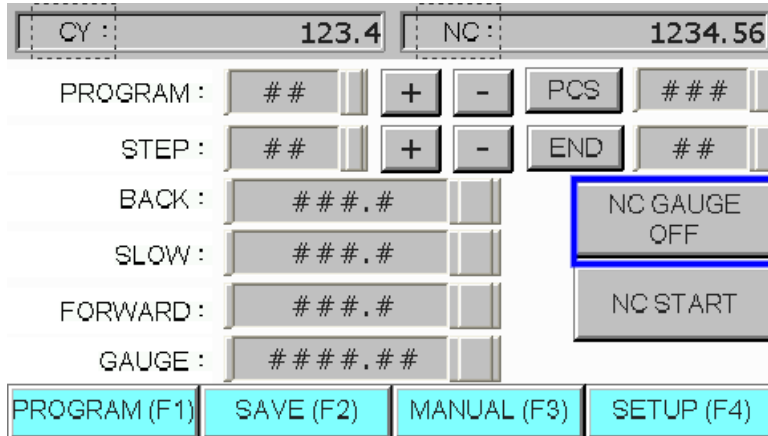 CY : 123.4 NC : 1234.56
PROGRAM : ## + - PCS ###
STEP : ## + - END ##
BACK : ###.# NC GAUGE
OFF
SLOW : ###.#
FORWARD : ###.# NC START
GAUGE : ####.##
PROGRAM (F1) SAVE (F2) MANUAL (F3) SETUP (F4)